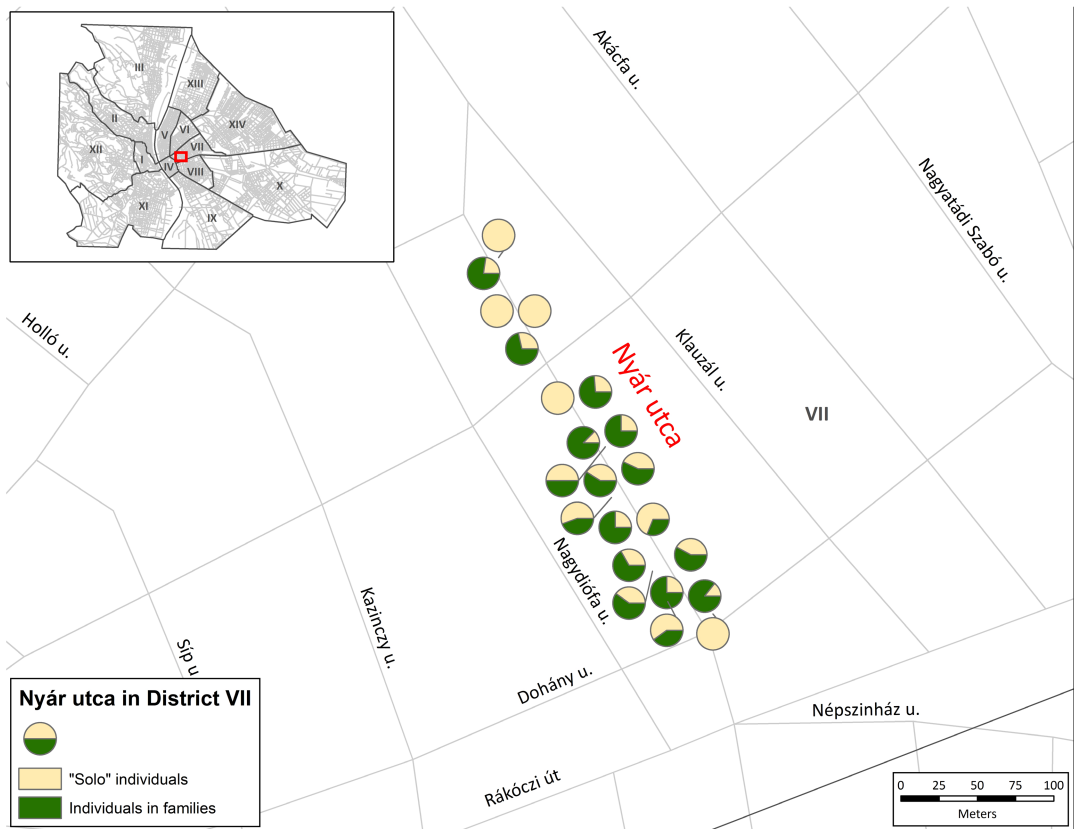 III
XIII
II
V
VI
XIV
XII
I
VII
IV
VIII
X
XI
IX
Akácfa u.
Nagyatádi Szabó u.
Holló u.
Klauzál u.
Nyár utca
VII
Nagydiófa u.
Kazinczy u.
Síp u
Dohány u.
Népszinház u.
Rákóczi út
Nyár utca in District VII
"Solo" individuals
Individuals in families
0 25 50 75 100
Meters